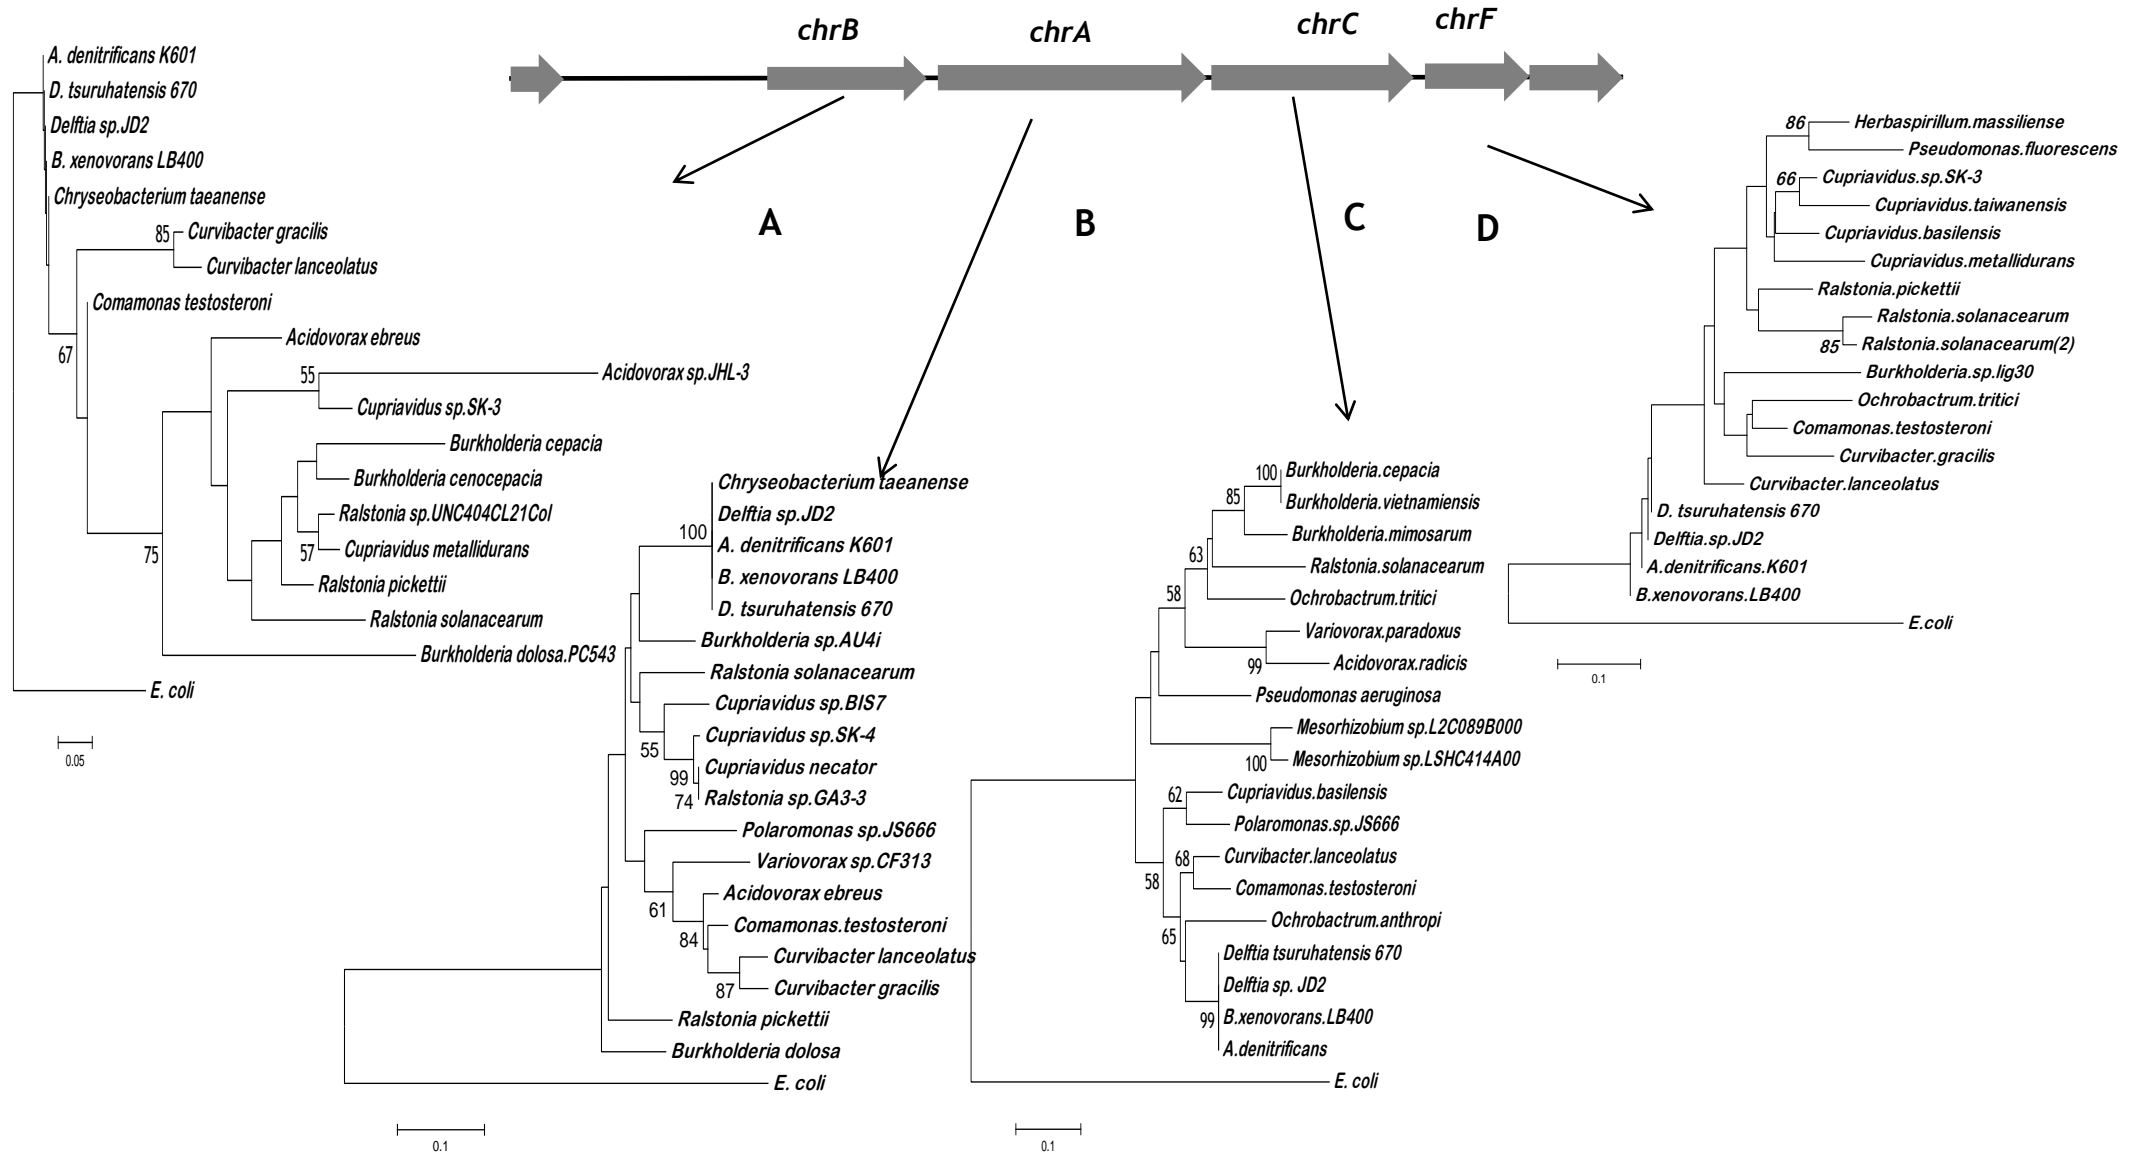 chrB
chrA
chrC
chrF
A
B
C
D
A. denitrificans K601
D. tsuruhatensis 670
Delftia sp.JD2
B. xenovorans LB400
Chryseobacterium taeanense
85
Curvibacter gracilis
Curvibacter lanceolatus
Comamonas testosteroni
67
Acidovorax ebreus
55
Acidovorax sp.JHL-3
Cupriavidus sp.SK-3
Burkholderia cepacia
Burkholderia cenocepacia
Ralstonia sp.UNC404CL21Col
57
Cupriavidus metallidurans
75
Ralstonia pickettii
Ralstonia solanacearum
Burkholderia dolosa.PC543
E. coli
0.05
Chryseobacterium taeanense
Delftia sp.JD2
100
A. denitrificans K601
B. xenovorans LB400
D. tsuruhatensis 670
Burkholderia sp.AU4i
Ralstonia solanacearum
Cupriavidus sp.BIS7
55
Cupriavidus sp.SK-4
99
Cupriavidus necator
74
Ralstonia sp.GA3-3
Polaromonas sp.JS666
Variovorax sp.CF313
Acidovorax ebreus
61
Comamonas.testosteroni
84
Curvibacter lanceolatus
87
Curvibacter gracilis
Ralstonia pickettii
Burkholderia dolosa
E. coli
0.1
100
Burkholderia.cepacia
85
Burkholderia.vietnamiensis
Burkholderia.mimosarum
63
Ralstonia.solanacearum
58
Ochrobactrum.tritici
Variovorax.paradoxus
99
Acidovorax.radicis
Pseudomonas aeruginosa
Mesorhizobium sp.L2C089B000
100
Mesorhizobium sp.LSHC414A00
62
Cupriavidus.basilensis
Polaromonas.sp.JS666
68
Curvibacter.lanceolatus
58
Comamonas.testosteroni
65
Ochrobactrum.anthropi
Delftia tsuruhatensis 670
Delftia sp. JD2
99
B.xenovorans.LB400
A.denitrificans
E. coli
0.1
86
Herbaspirillum.massiliense
Pseudomonas.fluorescens
66
Cupriavidus.sp.SK-3
Cupriavidus.taiwanensis
Cupriavidus.basilensis
Cupriavidus.metallidurans
Ralstonia.pickettii
Ralstonia.solanacearum
85
Ralstonia.solanacearum(2)
Burkholderia.sp.lig30
Ochrobactrum.tritici
Comamonas.testosteroni
Curvibacter.gracilis
Curvibacter.lanceolatus
D. tsuruhatensis 670
Delftia.sp.JD2
A.denitrificans.K601
B.xenovorans.LB400
E.coli
0.1